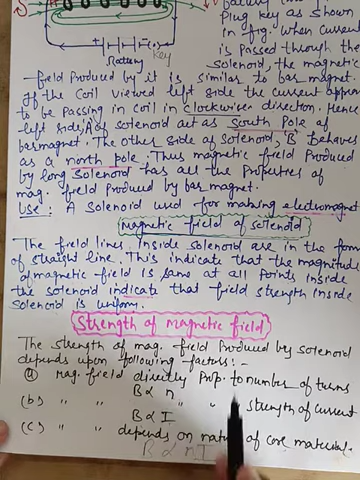 S
battery and
Plug key as shown
in fig. When current
is passed through the
solenoid, the magnetic
+
-
Battery
Key
field produced by it is similar to bar magnet.
If the coil viewed left side the current appear
to be passing in coil in clockwise direction. Hence
left side 'A' of solenoid act as south pole of
barmagnet. The other side of solenoid, 'B' behaves
as a north pole. Thus magnetic field produced
by long solenoid has all the properties of
mag. field produced by bar magnet.
Use: A solenoid used for making electromagnet
Magnetic field of solenoid
The field lines inside solenoid are in the form
of straight line. This indicate that the magnitude
of magnetic field is same at all points inside
the solenoid indicate that field strength inside
solenoid is uniform.
Strength of magnetic field
The strength of mag. field produced by solenoid
depends upon following factors:-
(a) Mag. field directly prop. to number of turns
B ∝ n
(b) " " " " strength of current
B ∝ I
(c) " " depends on nature of core material.
B ∝ nI